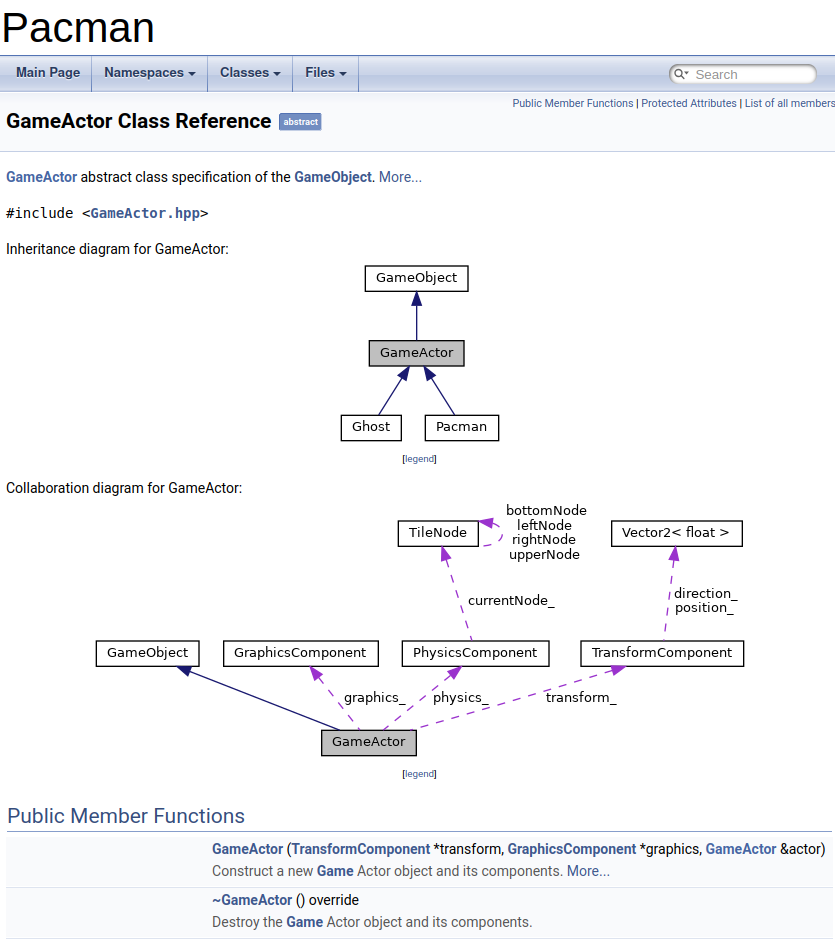 Pacman
Main Page Namespaces Classes Files Search
Public Member Functions | Protected Attributes | List of all members
GameActor Class Reference abstract
GameActor abstract class specification of the GameObject. More...
#include <GameActor.hpp>
Inheritance diagram for GameActor:
GameObject
GameActor
Ghost Pacman
[legend]
Collaboration diagram for GameActor:
bottomNode
leftNode
rightNode
upperNode
TileNode Vector2< float >
currentNode_
direction_
position_
GameObject GraphicsComponent PhysicsComponent TransformComponent
graphics_ physics_ transform_
GameActor
[legend]
Public Member Functions
GameActor (TransformComponent *transform, GraphicsComponent *graphics, GameActor &actor)
Construct a new Game Actor object and its components. More...
~GameActor () override
Destroy the Game Actor object and its components.